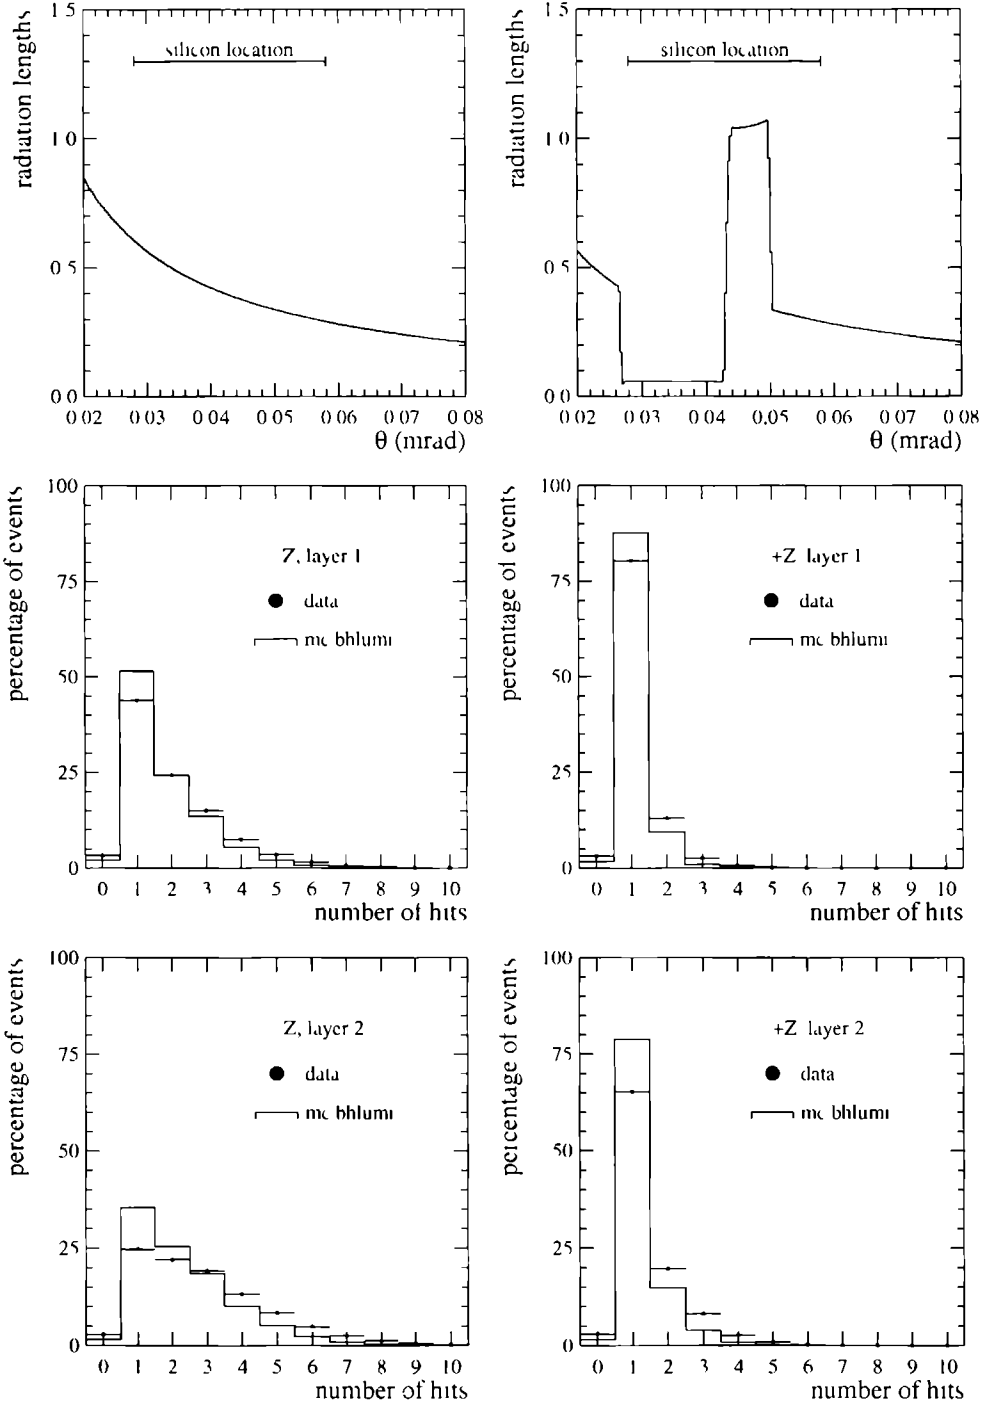 radiation lengths
1 5
1 0
0 5
0 0
silicon location
0 02 0 03 0 04 0 05 0 06 0 07 0 08
θ (mrad)
radiation lengths
1 5
1 0
0 5
0 0
silicon location
0 02 0 03 0 04 0 05 0 06 0 07 0 08
θ (mrad)
percentage of events
100
75
50
25
0
Z, layer 1
data
mc bhlumi
0 1 2 3 4 5 6 7 8 9 10
number of hits
percentage of events
100
75
50
25
0
+Z layer 1
data
mc bhlumi
0 1 2 3 4 5 6 7 8 9 10
number of hits
percentage of events
100
75
50
25
0
Z, layer 2
data
mc bhlumi
0 1 2 3 4 5 6 7 8 9 10
number of hits
percentage of events
100
75
50
25
0
+Z layer 2
data
mc bhlumi
0 1 2 3 4 5 6 7 8 9 10
number of hits